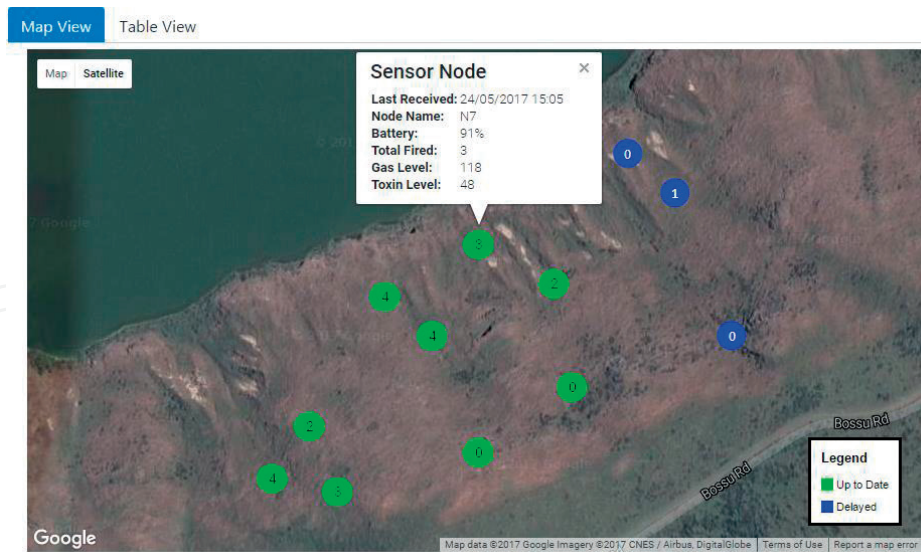 Map View Table View
Map Satellite
Sensor Node ×
Last Received: 24/05/2017 15:05
Node Name: N7
Battery: 91%
Total Fired: 3
Gas Level: 118
Toxin Level: 48
0
1
3
2
4
4
0
0
2
0
4
3
Bossu Rd
Bossu Rd
Legend
Up to Date
Delayed
Google
Map data ©2017 Google Imagery ©2017 CNES / Airbus, DigitalGlobe Terms of Use Report a map error